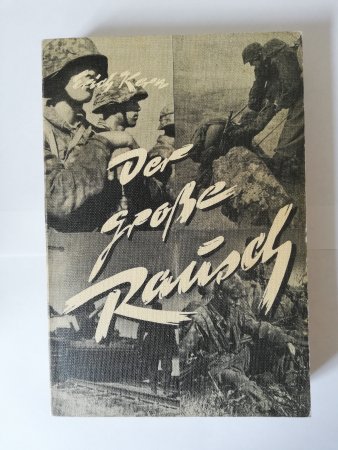 Erich Kern
Der
große
Rausch